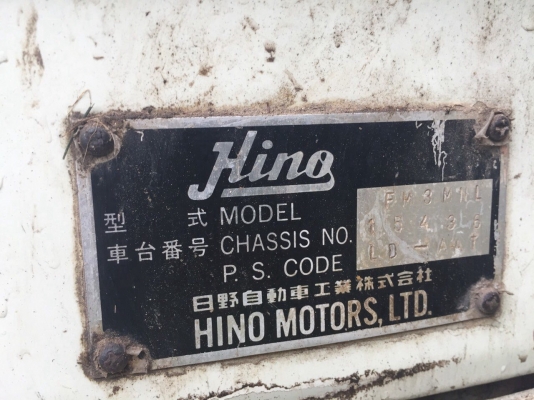 Hino
型 式 MODEL
車台番号 CHASSIS NO.
P. S. CODE
日野自動車工業株式会社
HINO MOTORS, LTD.